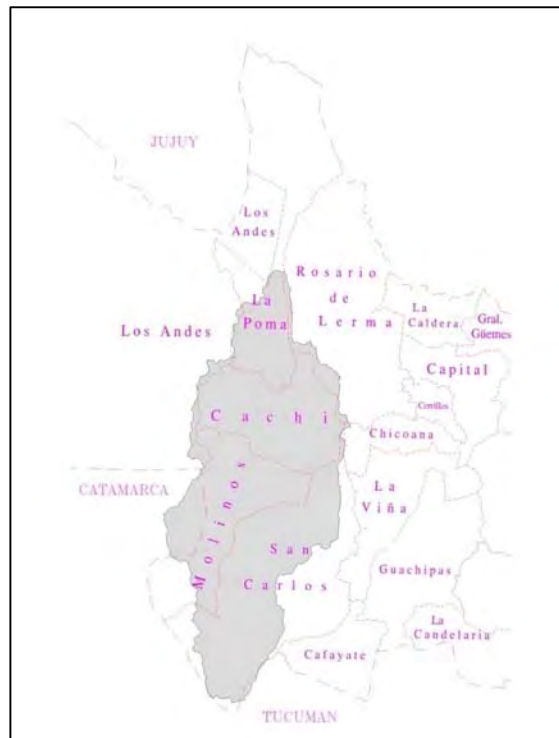 JUJUY
Los
Andes
Rosario
de
Lerma
La
Poma
La
Caldera
Gral.
Güemes
Los Andes
Capital
Cerrillos
Cachi
Chicoana
CATAMARCA
Molinos
La
Viña
San
Carlos
Guachipas
La
Candelaria
Cafayate
TUCUMAN